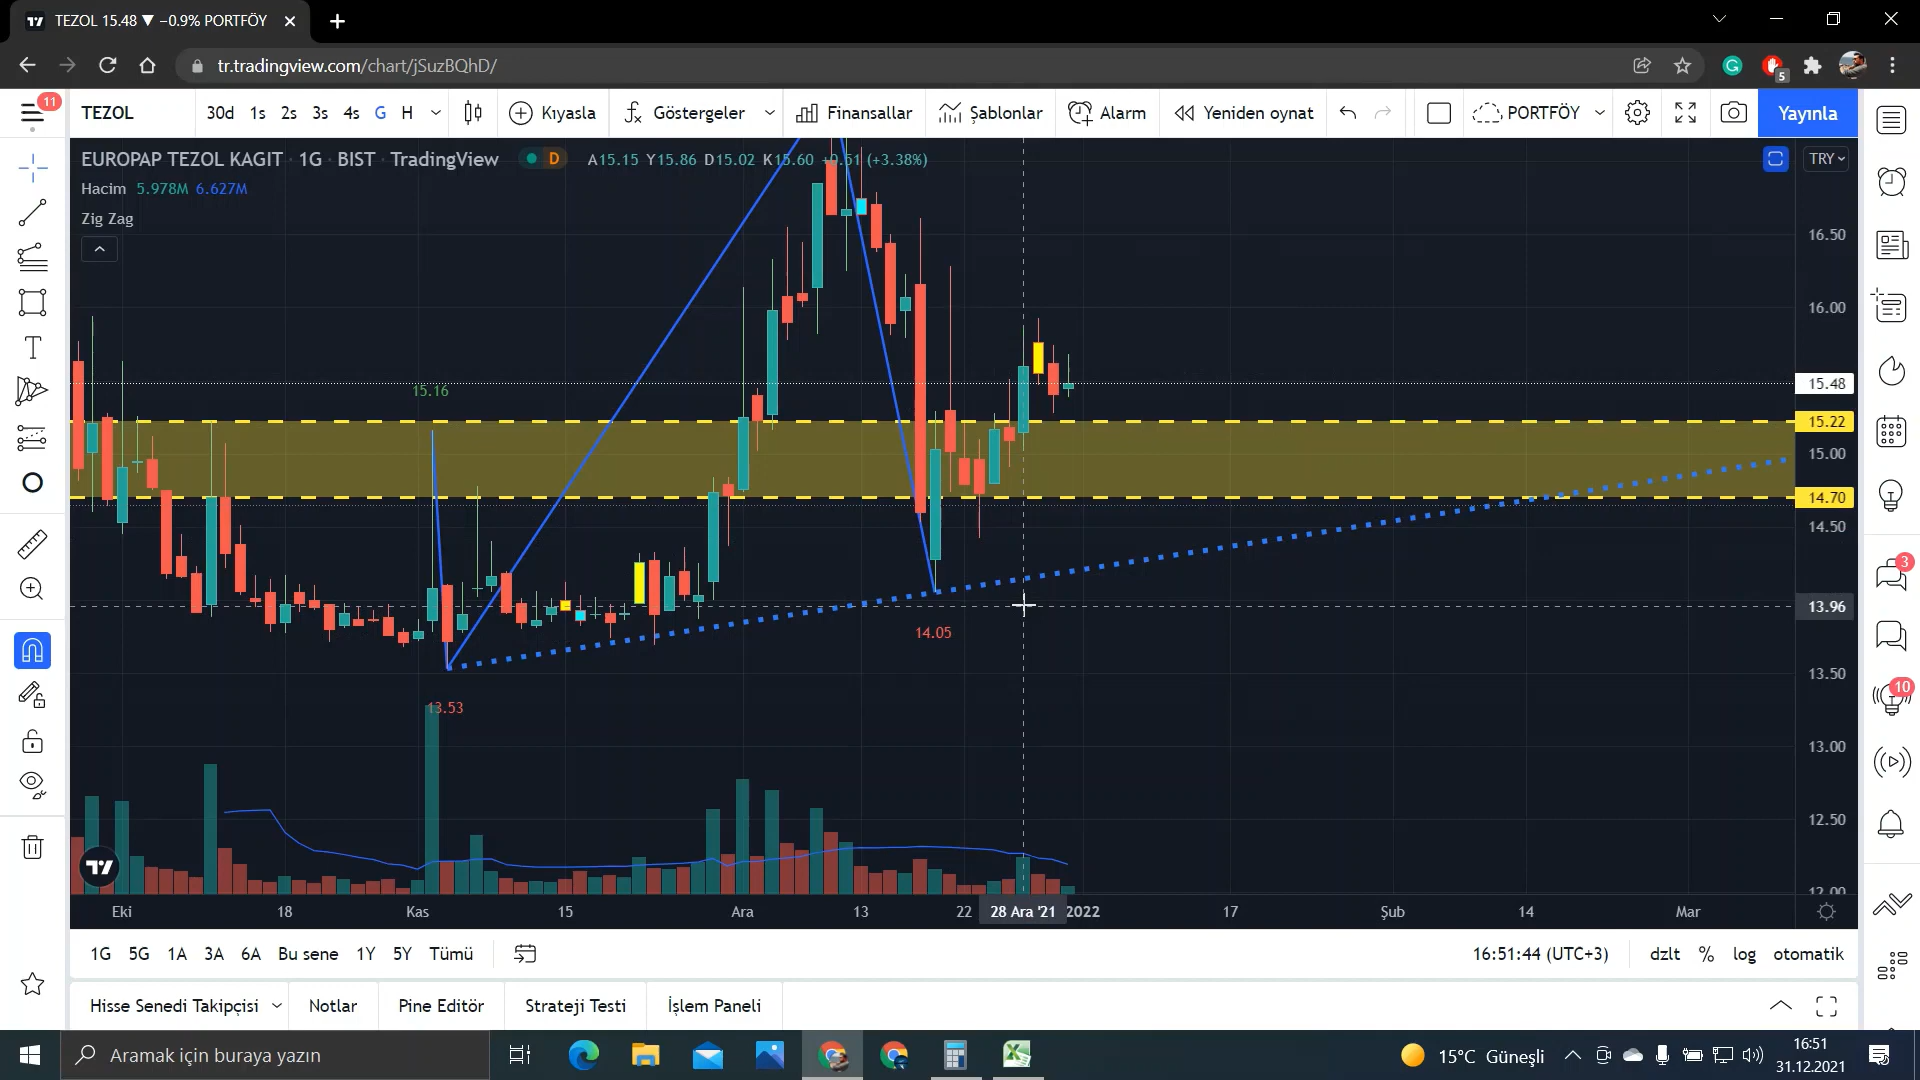 TEZOL 15.48 ▼ −0.9% PORTFÖY
tr.tradingview.com/chart/jSuzBQhD/
5
11
TEZOL 30d 1s 2s 3s 4s G H Kıyasla Göstergeler Finansallar Şablonlar Alarm Yeniden oynat PORTFÖY Yayınla
EUROPAP TEZOL KAGIT · 1G · BIST · TradingView D A15.15 Y15.86 D15.02 K15.60 +0.51 (+3.38%)
TRY
Hacim 5.978M 6.627M
Zig Zag
16.50
16.00
15.48
15.16
15.22
15.00
14.70
14.50
3
13.96
14.05
13.50
10
13.53
13.00
12.50
12.00
Eki 18 Kas 15 Ara 13 22 28 Ara '21 2022 17 Şub 14 Mar
1G 5G 1A 3A 6A Bu sene 1Y 5Y Tümü 16:51:44 (UTC+3) dzlt % log otomatik
Hisse Senedi Takipçisi Notlar Pine Editör Strateji Testi İşlem Paneli
Aramak için buraya yazın
15°C Güneşli
16:51
31.12.2021